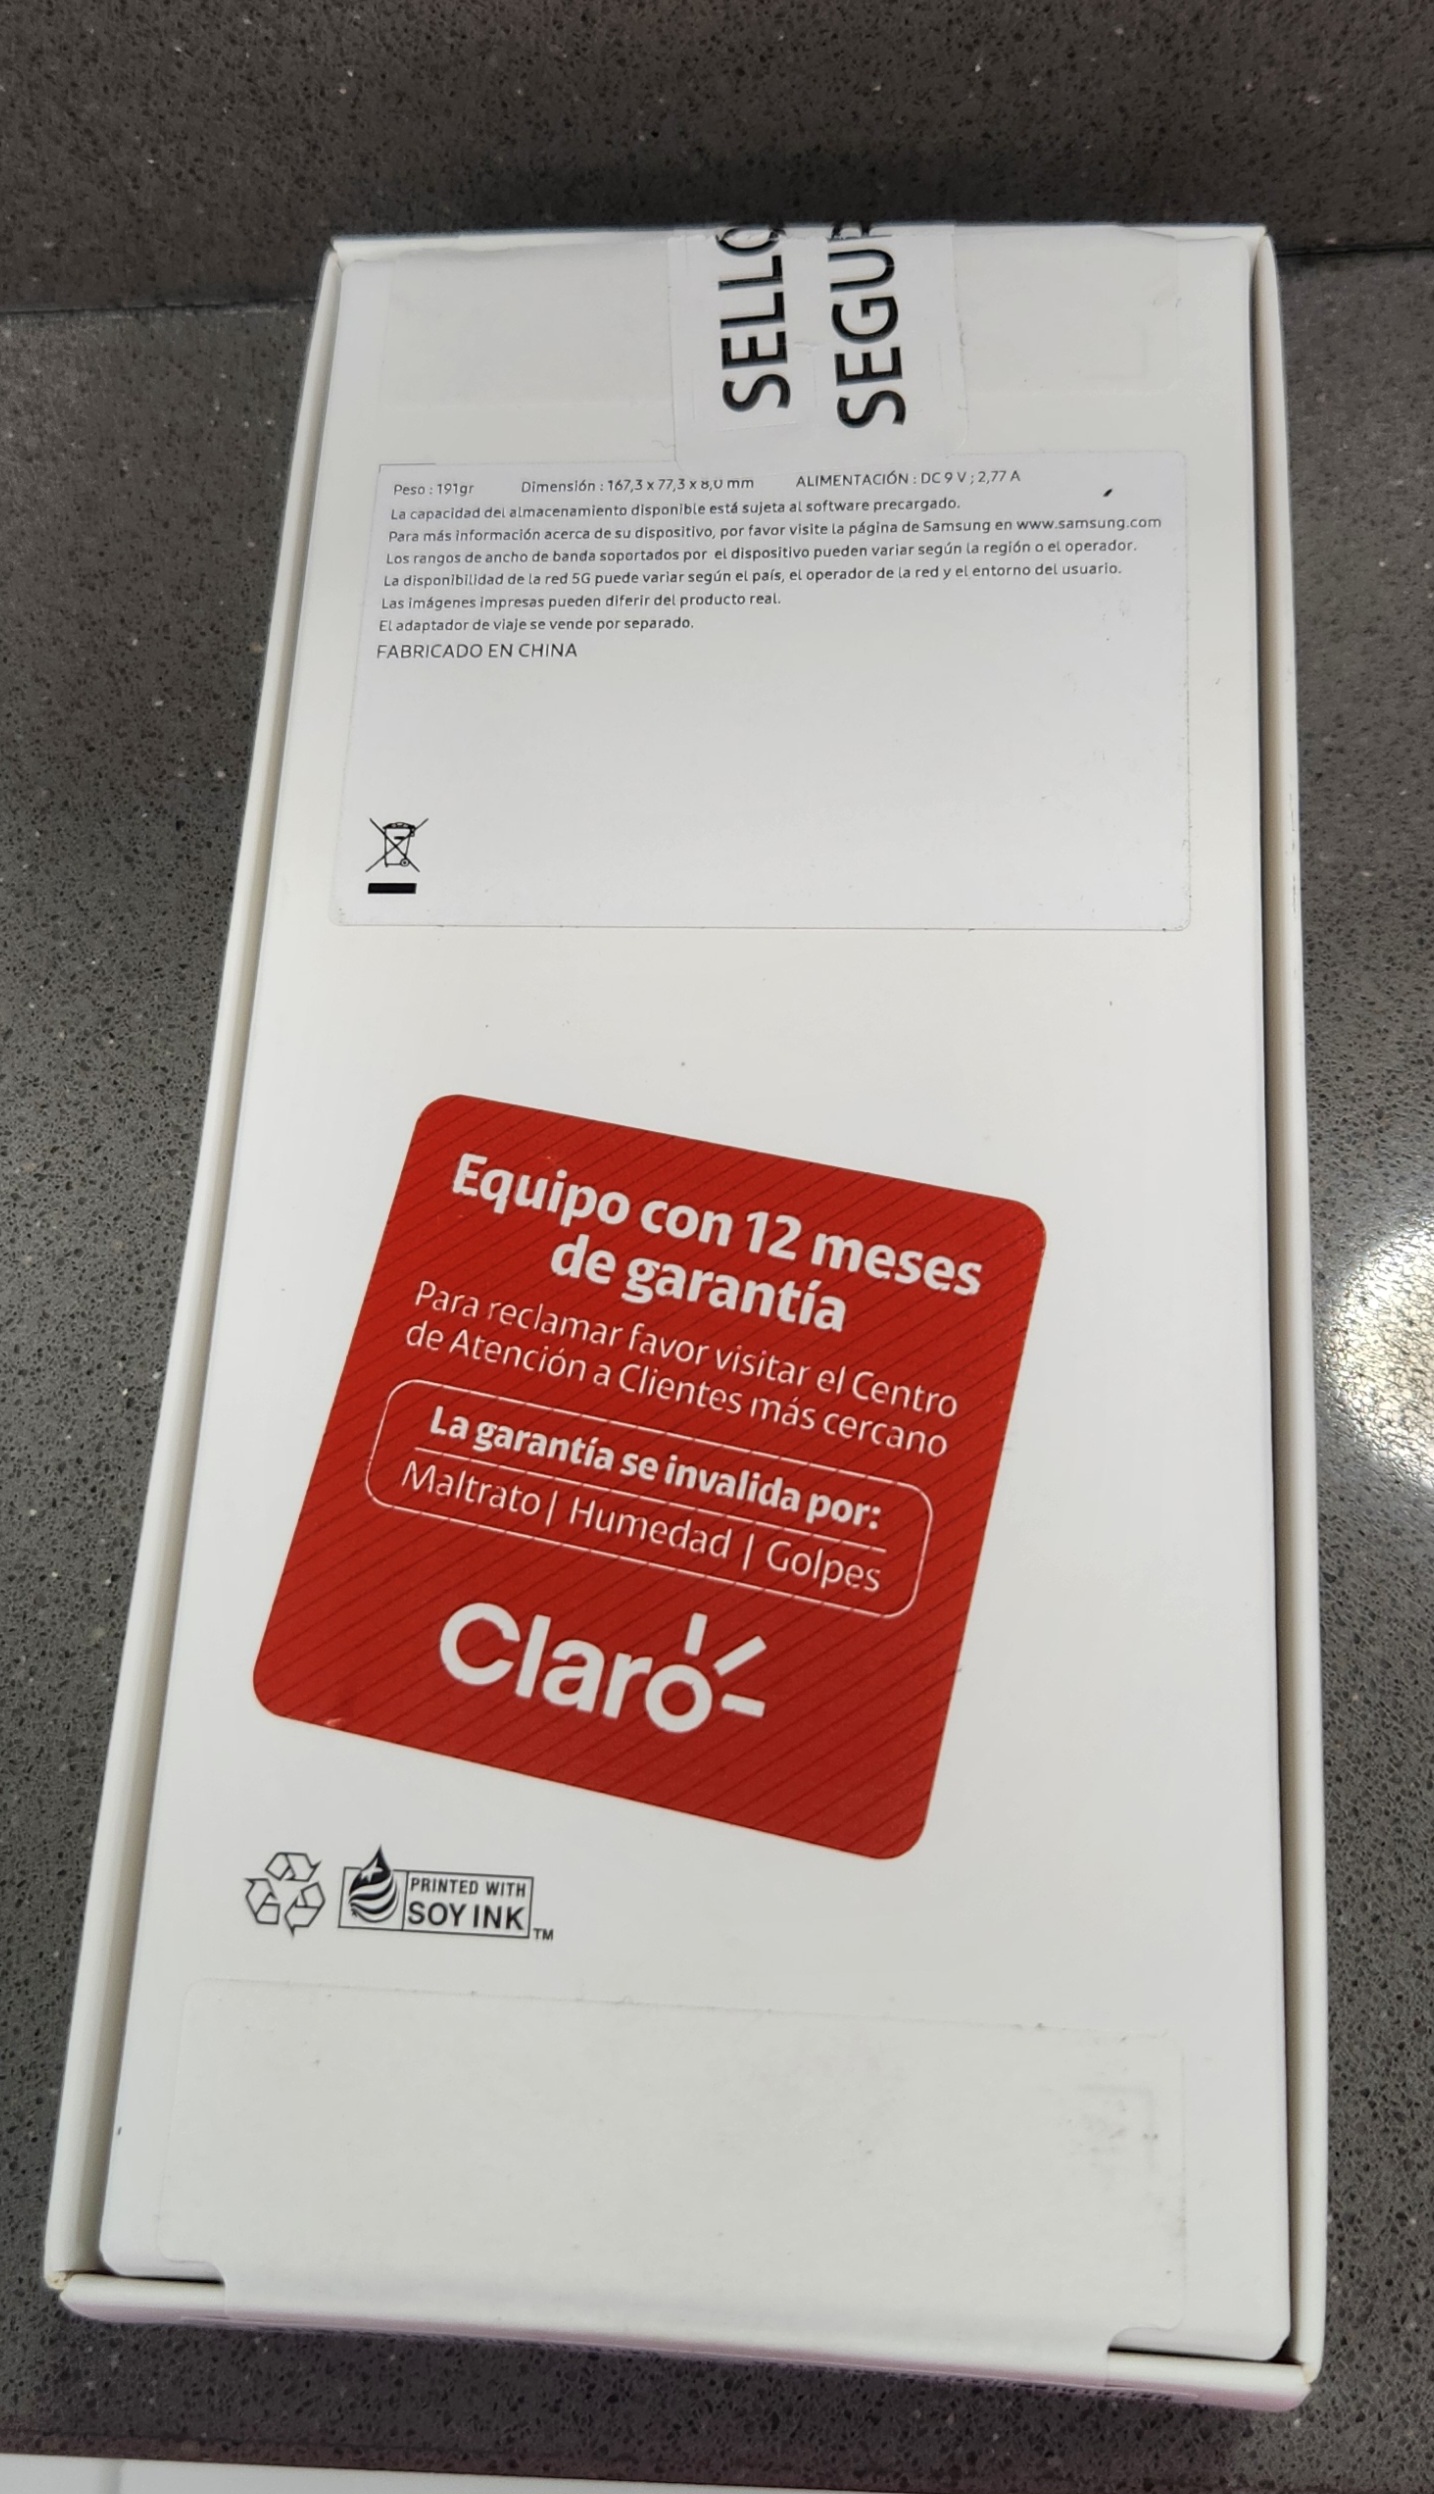 SELLO
SEGUR
Peso : 191gr Dimensión : 167,3 x 77,3 x 8,0 mm ALIMENTACIÓN : DC 9 V ; 2,77 A
La capacidad del almacenamiento disponible está sujeta al software precargado.
Para más información acerca de su dispositivo, por favor visite la página de Samsung en www.samsung.com
Los rangos de ancho de banda soportados por el dispositivo pueden variar según la región o el operador.
La disponibilidad de la red 5G puede variar según el país, el operador de la red y el entorno del usuario.
Las imágenes impresas pueden diferir del producto real.
El adaptador de viaje se vende por separado.
FABRICADO EN CHINA
Equipo con 12 meses
de garantía
Para reclamar favor visitar el Centro
de Atención a Clientes más cercano
La garantía se invalida por:
Maltrato | Humedad | Golpes
Claro
PRINTED WITH
SOY INK TM